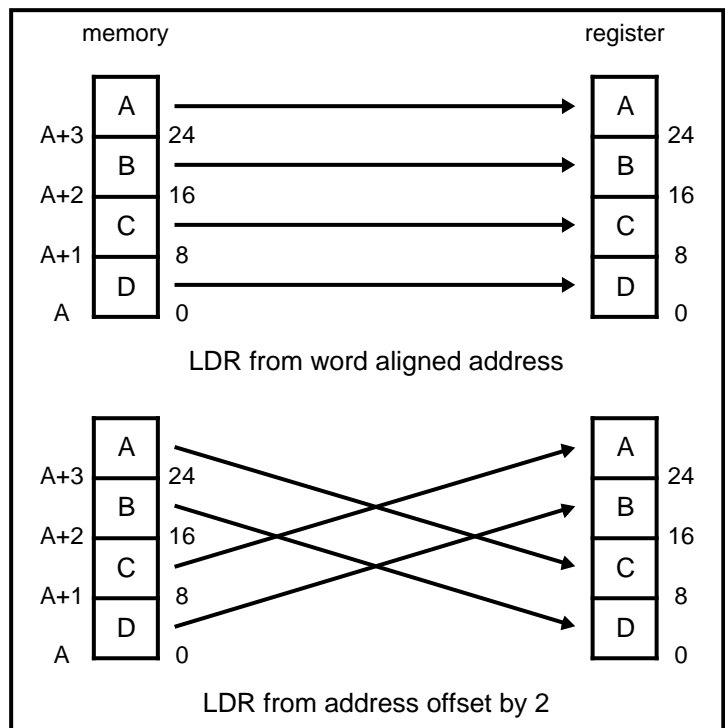 memory register
A A
A+3 24 24
B B
A+2 16 16
C C
A+1 8 8
D D
A 0 0
LDR from word aligned address
A A
A+3 24 24
B B
A+2 16 16
C C
A+1 8 8
D D
A 0 0
LDR from address offset by 2